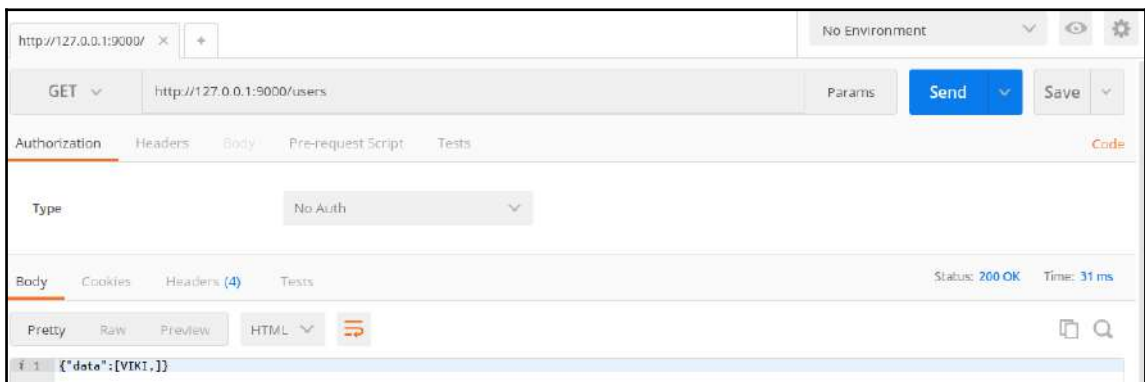 http://127.0.0.1:9000/ × + No Environment
GET http://127.0.0.1:9000/users Params Send Save
Authorization Headers Body Pre-request Script Tests Code
Type No Auth
Body Cookies Headers (4) Tests Status: 200 OK Time: 31 ms
Pretty Raw Preview HTML
i 1 {"data":[VIKI,]}